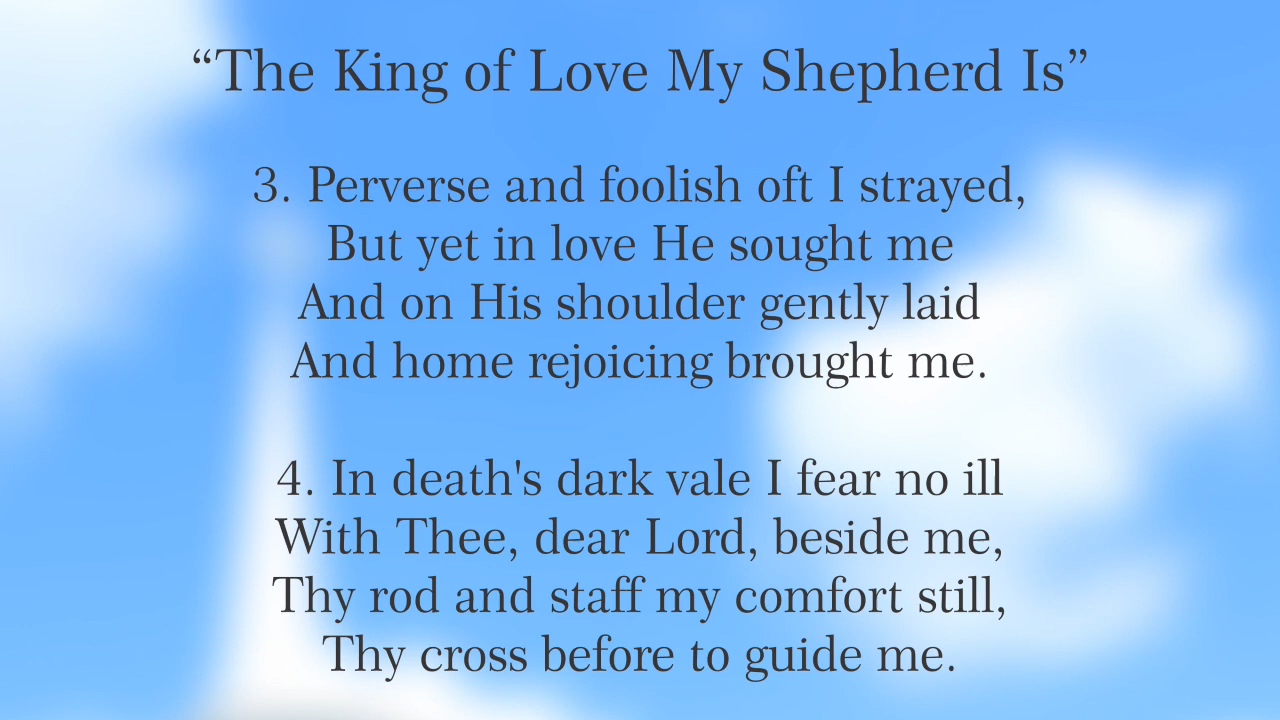 “The King of Love My Shepherd Is”
3. Perverse and foolish oft I strayed,
But yet in love He sought me
And on His shoulder gently laid
And home rejoicing brought me.
4. In death's dark vale I fear no ill
With Thee, dear Lord, beside me,
Thy rod and staff my comfort still,
Thy cross before to guide me.